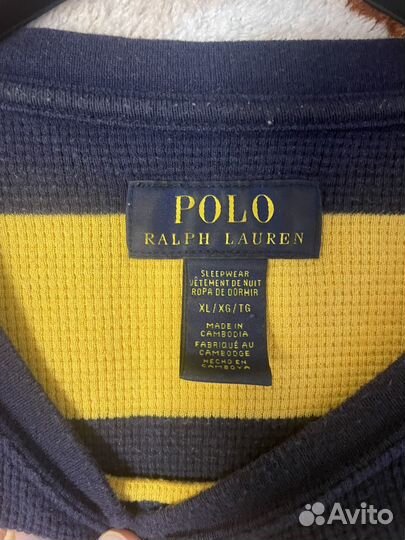 POLO
RALPH LAUREN
SLEEPWEAR
VÊTEMENT DE NUIT
ROPA DE DORMIR
XL/XG/TG
MADE IN
CAMBODIA
FABRIQUÉ AU
CAMBODGE
HECHO EN
CAMBOYA
Avito